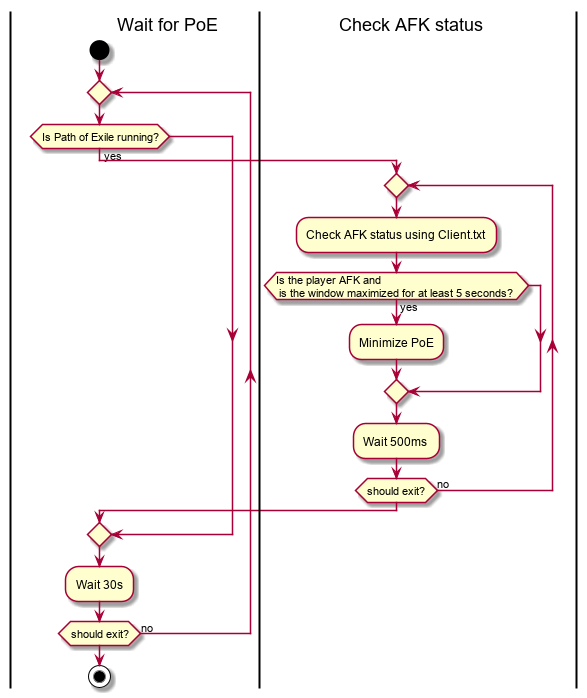 Wait for PoE
Check AFK status
Is Path of Exile running?
yes
Check AFK status using Client.txt
Is the player AFK and
is the window maximized for at least 5 seconds?
yes
Minimize PoE
Wait 500ms
should exit?
no
Wait 30s
should exit?
no